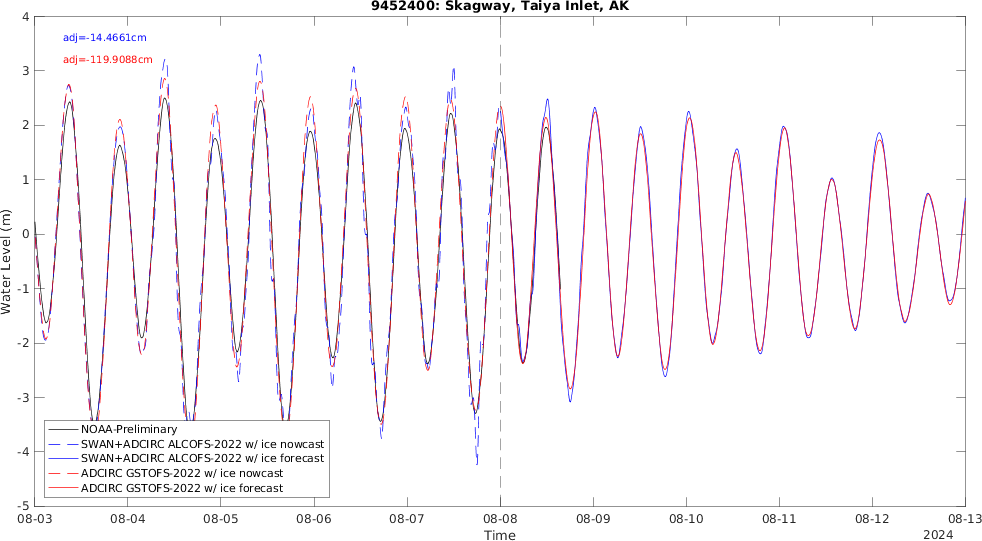 9452400: Skagway, Taiya Inlet, AK
adj=-14.4661cm
adj=-119.9088cm
Water Level (m)
4
3
2
1
0
-1
-2
-3
-4
-5
NOAA-Preliminary
SWAN+ADCIRC ALCOFS-2022 w/ ice nowcast
SWAN+ADCIRC ALCOFS-2022 w/ ice forecast
ADCIRC GSTOFS-2022 w/ ice nowcast
ADCIRC GSTOFS-2022 w/ ice forecast
08-03 08-04 08-05 08-06 08-07 08-08 08-09 08-10 08-11 08-12 08-13
Time
2024